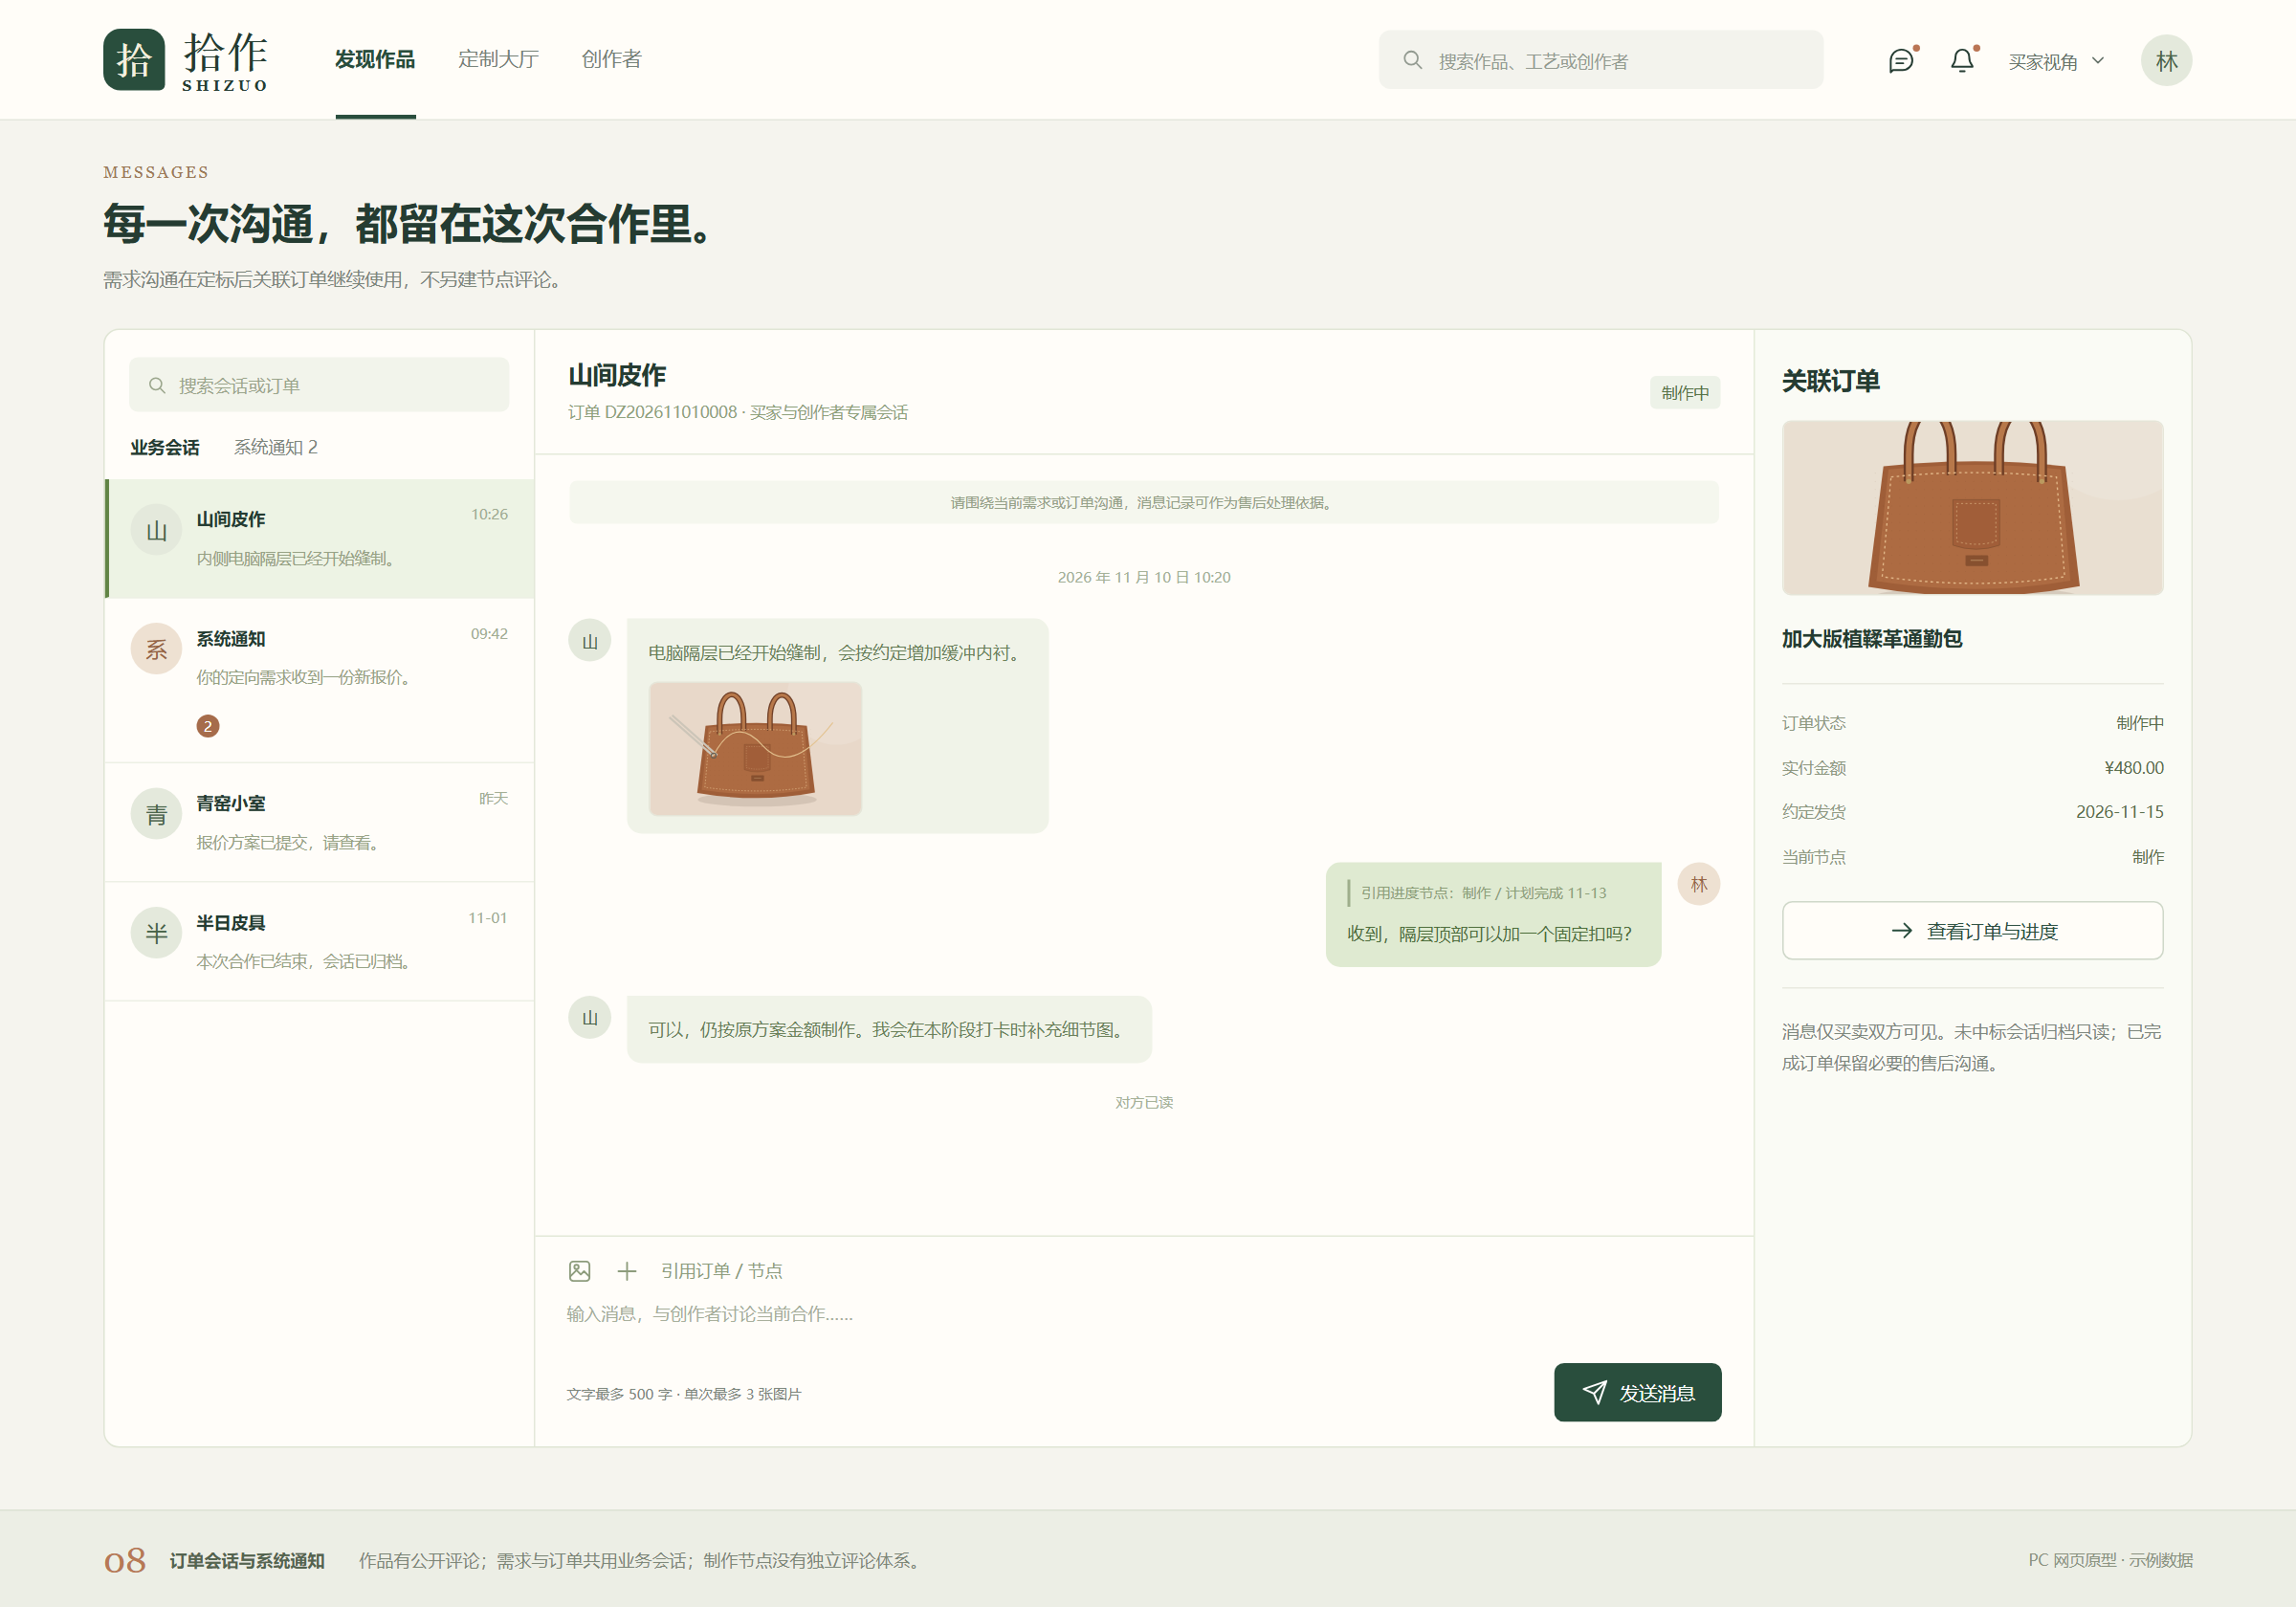 拾
拾作
SHIZUO
发现作品
定制大厅
创作者
搜索作品、工艺或创作者
买家视角
林
MESSAGES
每一次沟通，都留在这次合作里。
需求沟通在定标后关联订单继续使用，不另建节点评论。
搜索会话或订单
业务会话
系统通知 2
山
山间皮作
10:26
内侧电脑隔层已经开始缝制。
系
系统通知
09:42
你的定向需求收到一份新报价。
2
青
青窑小室
昨天
报价方案已提交，请查看。
半
半日皮具
11-01
本次合作已结束，会话已归档。
山间皮作
订单 DZ202611010008 · 买家与创作者专属会话
制作中
请围绕当前需求或订单沟通，消息记录可作为售后处理依据。
2026 年 11 月 10 日 10:20
山
电脑隔层已经开始缝制，会按约定增加缓冲内衬。
引用进度节点：制作 / 计划完成 11-13
收到，隔层顶部可以加一个固定扣吗？
林
山
可以，仍按原方案金额制作。我会在本阶段打卡时补充细节图。
对方已读
引用订单 / 节点
输入消息，与创作者讨论当前合作……
文字最多 500 字 · 单次最多 3 张图片
发送消息
关联订单
加大版植鞣革通勤包
订单状态
制作中
实付金额
¥480.00
约定发货
2026-11-15
当前节点
制作
查看订单与进度
消息仅买卖双方可见。未中标会话归档只读；已完
成订单保留必要的售后沟通。
08
订单会话与系统通知
作品有公开评论；需求与订单共用业务会话；制作节点没有独立评论体系。
PC 网页原型 · 示例数据